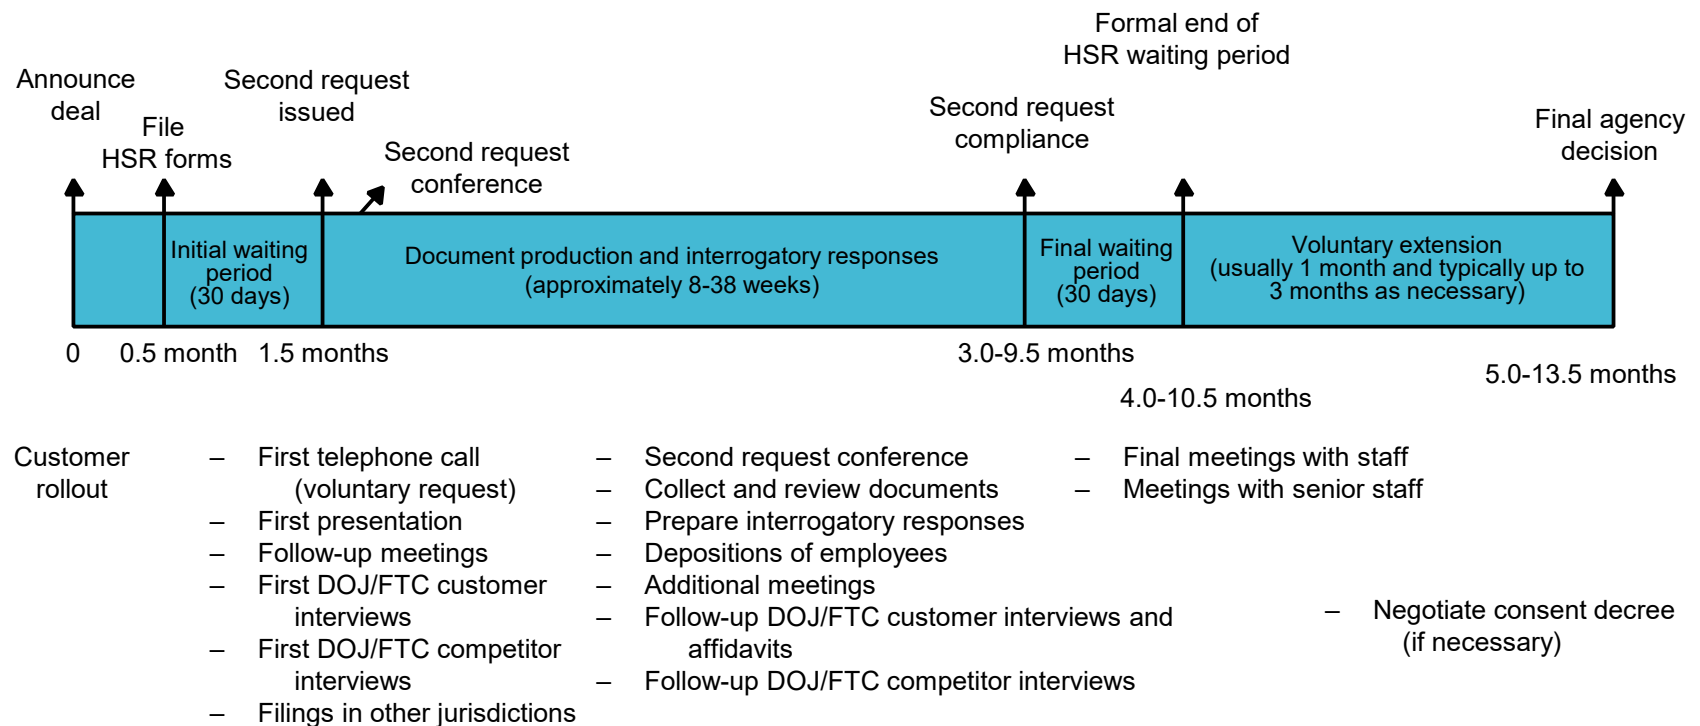 Formal end of
HSR waiting period
Announce
deal
Second request
issued
Second request
compliance
Final agency
decision
File
HSR forms
Second request
conference
Initial waiting
period
(30 days)
Document production and interrogatory responses
(approximately 8-38 weeks)
Final waiting
period
(30 days)
Voluntary extension
(usually 1 month and typically up to
3 months as necessary)
0
0.5 month
1.5 months
3.0-9.5 months
4.0-10.5 months
5.0-13.5 months
Customer
rollout
– First telephone call
(voluntary request)
– First presentation
– Follow-up meetings
– First DOJ/FTC customer
interviews
– First DOJ/FTC competitor
interviews
– Filings in other jurisdictions
– Second request conference
– Collect and review documents
– Prepare interrogatory responses
– Depositions of employees
– Additional meetings
– Follow-up DOJ/FTC customer interviews and
affidavits
– Follow-up DOJ/FTC competitor interviews
– Final meetings with staff
– Meetings with senior staff
– Negotiate consent decree
(if necessary)